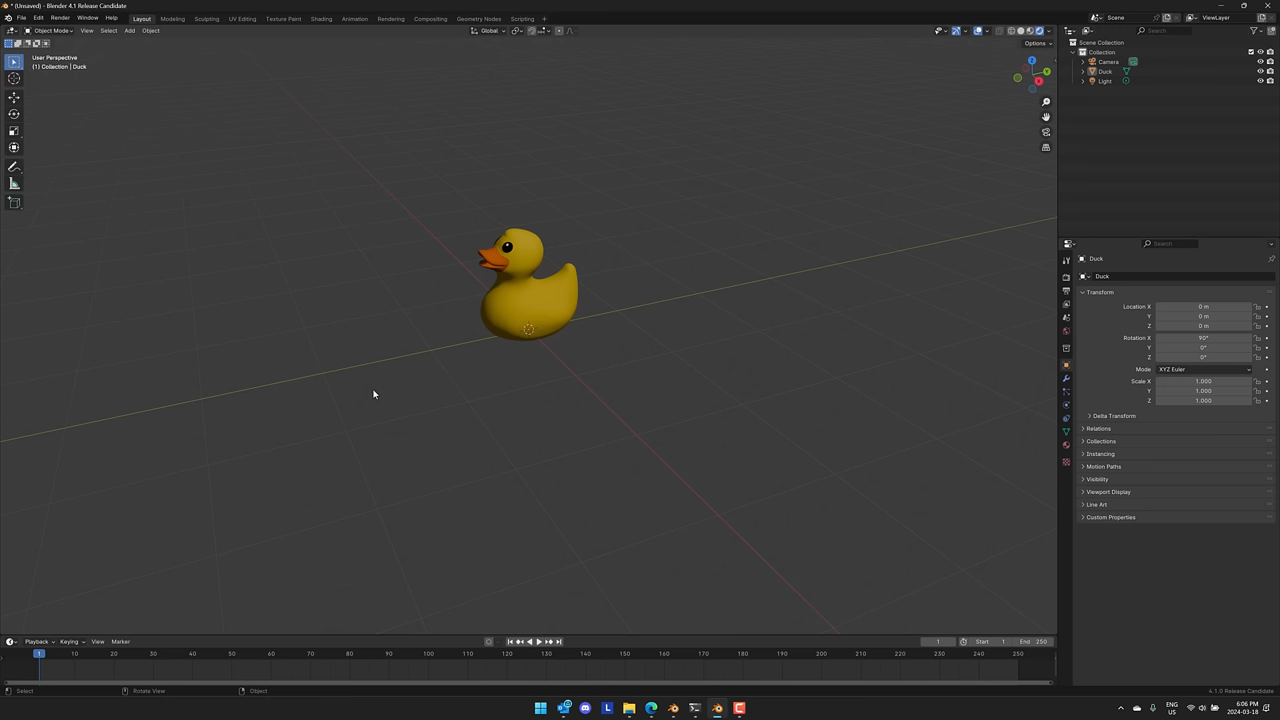 * (Unsaved) - Blender 4.1 Release Candidate
File Edit Render Window Help Layout Modeling Sculpting UV Editing Texture Paint Shading Animation Rendering Compositing Geometry Nodes Scripting Scene ViewLayer
Object Mode View Select Add Object Global Search
Options
User Perspective
(1) Collection | Duck
Z
Y
X
Scene Collection
Collection
Camera
Duck
Light
Search
Duck
Duck
Transform
Location X 0 m
Y 0 m
Z 0 m
Rotation X 90°
Y 0°
Z 0°
Mode XYZ Euler
Scale X 1.000
Y 1.000
Z 1.000
Delta Transform
Relations
Collections
Instancing
Motion Paths
Visibility
Viewport Display
Line Art
Custom Properties
Playback Keying View Marker 1 Start 1 End 250
1 10 20 30 40 50 60 70 80 90 100 110 120 130 140 150 160 170 180 190 200 210 220 230 240 250
Select Rotate View Object 4.1.0 Release Candidate
L
ENG
US
6:06 PM
2024-03-18